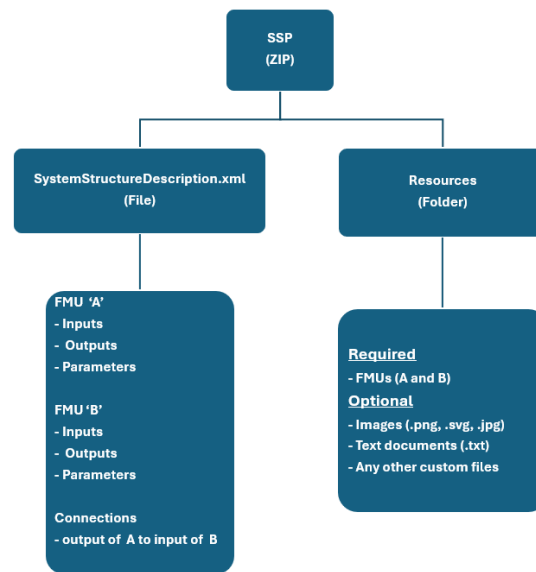 SSP
(ZIP)
SystemStructureDescription.xml
(File)
Resources
(Folder)
FMU ‘A’
- Inputs
- Outputs
- Parameters
FMU ‘B’
- Inputs
- Outputs
- Parameters
Connections
- output of A to input of B
Required
- FMUs (A and B)
Optional
- Images (.png, .svg, .jpg)
- Text documents (.txt)
- Any other custom files